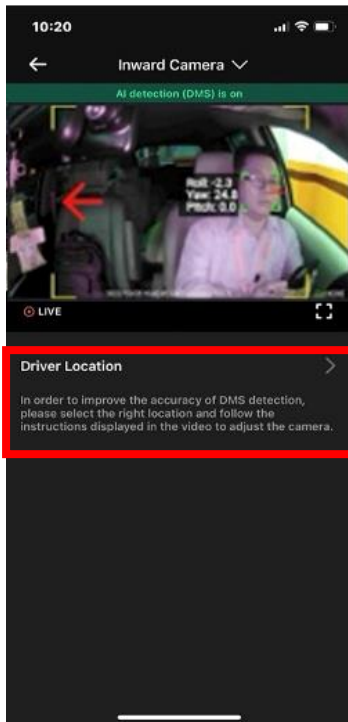 10:20
Inward Camera
AI detection (DMS) is on
Roll: -2.3
Yaw: 24.8
Pitch: 0.0
LIVE
Driver Location
In order to improve the accuracy of DMS detection,
please select the right location and follow the
instructions displayed in the video to adjust the camera.